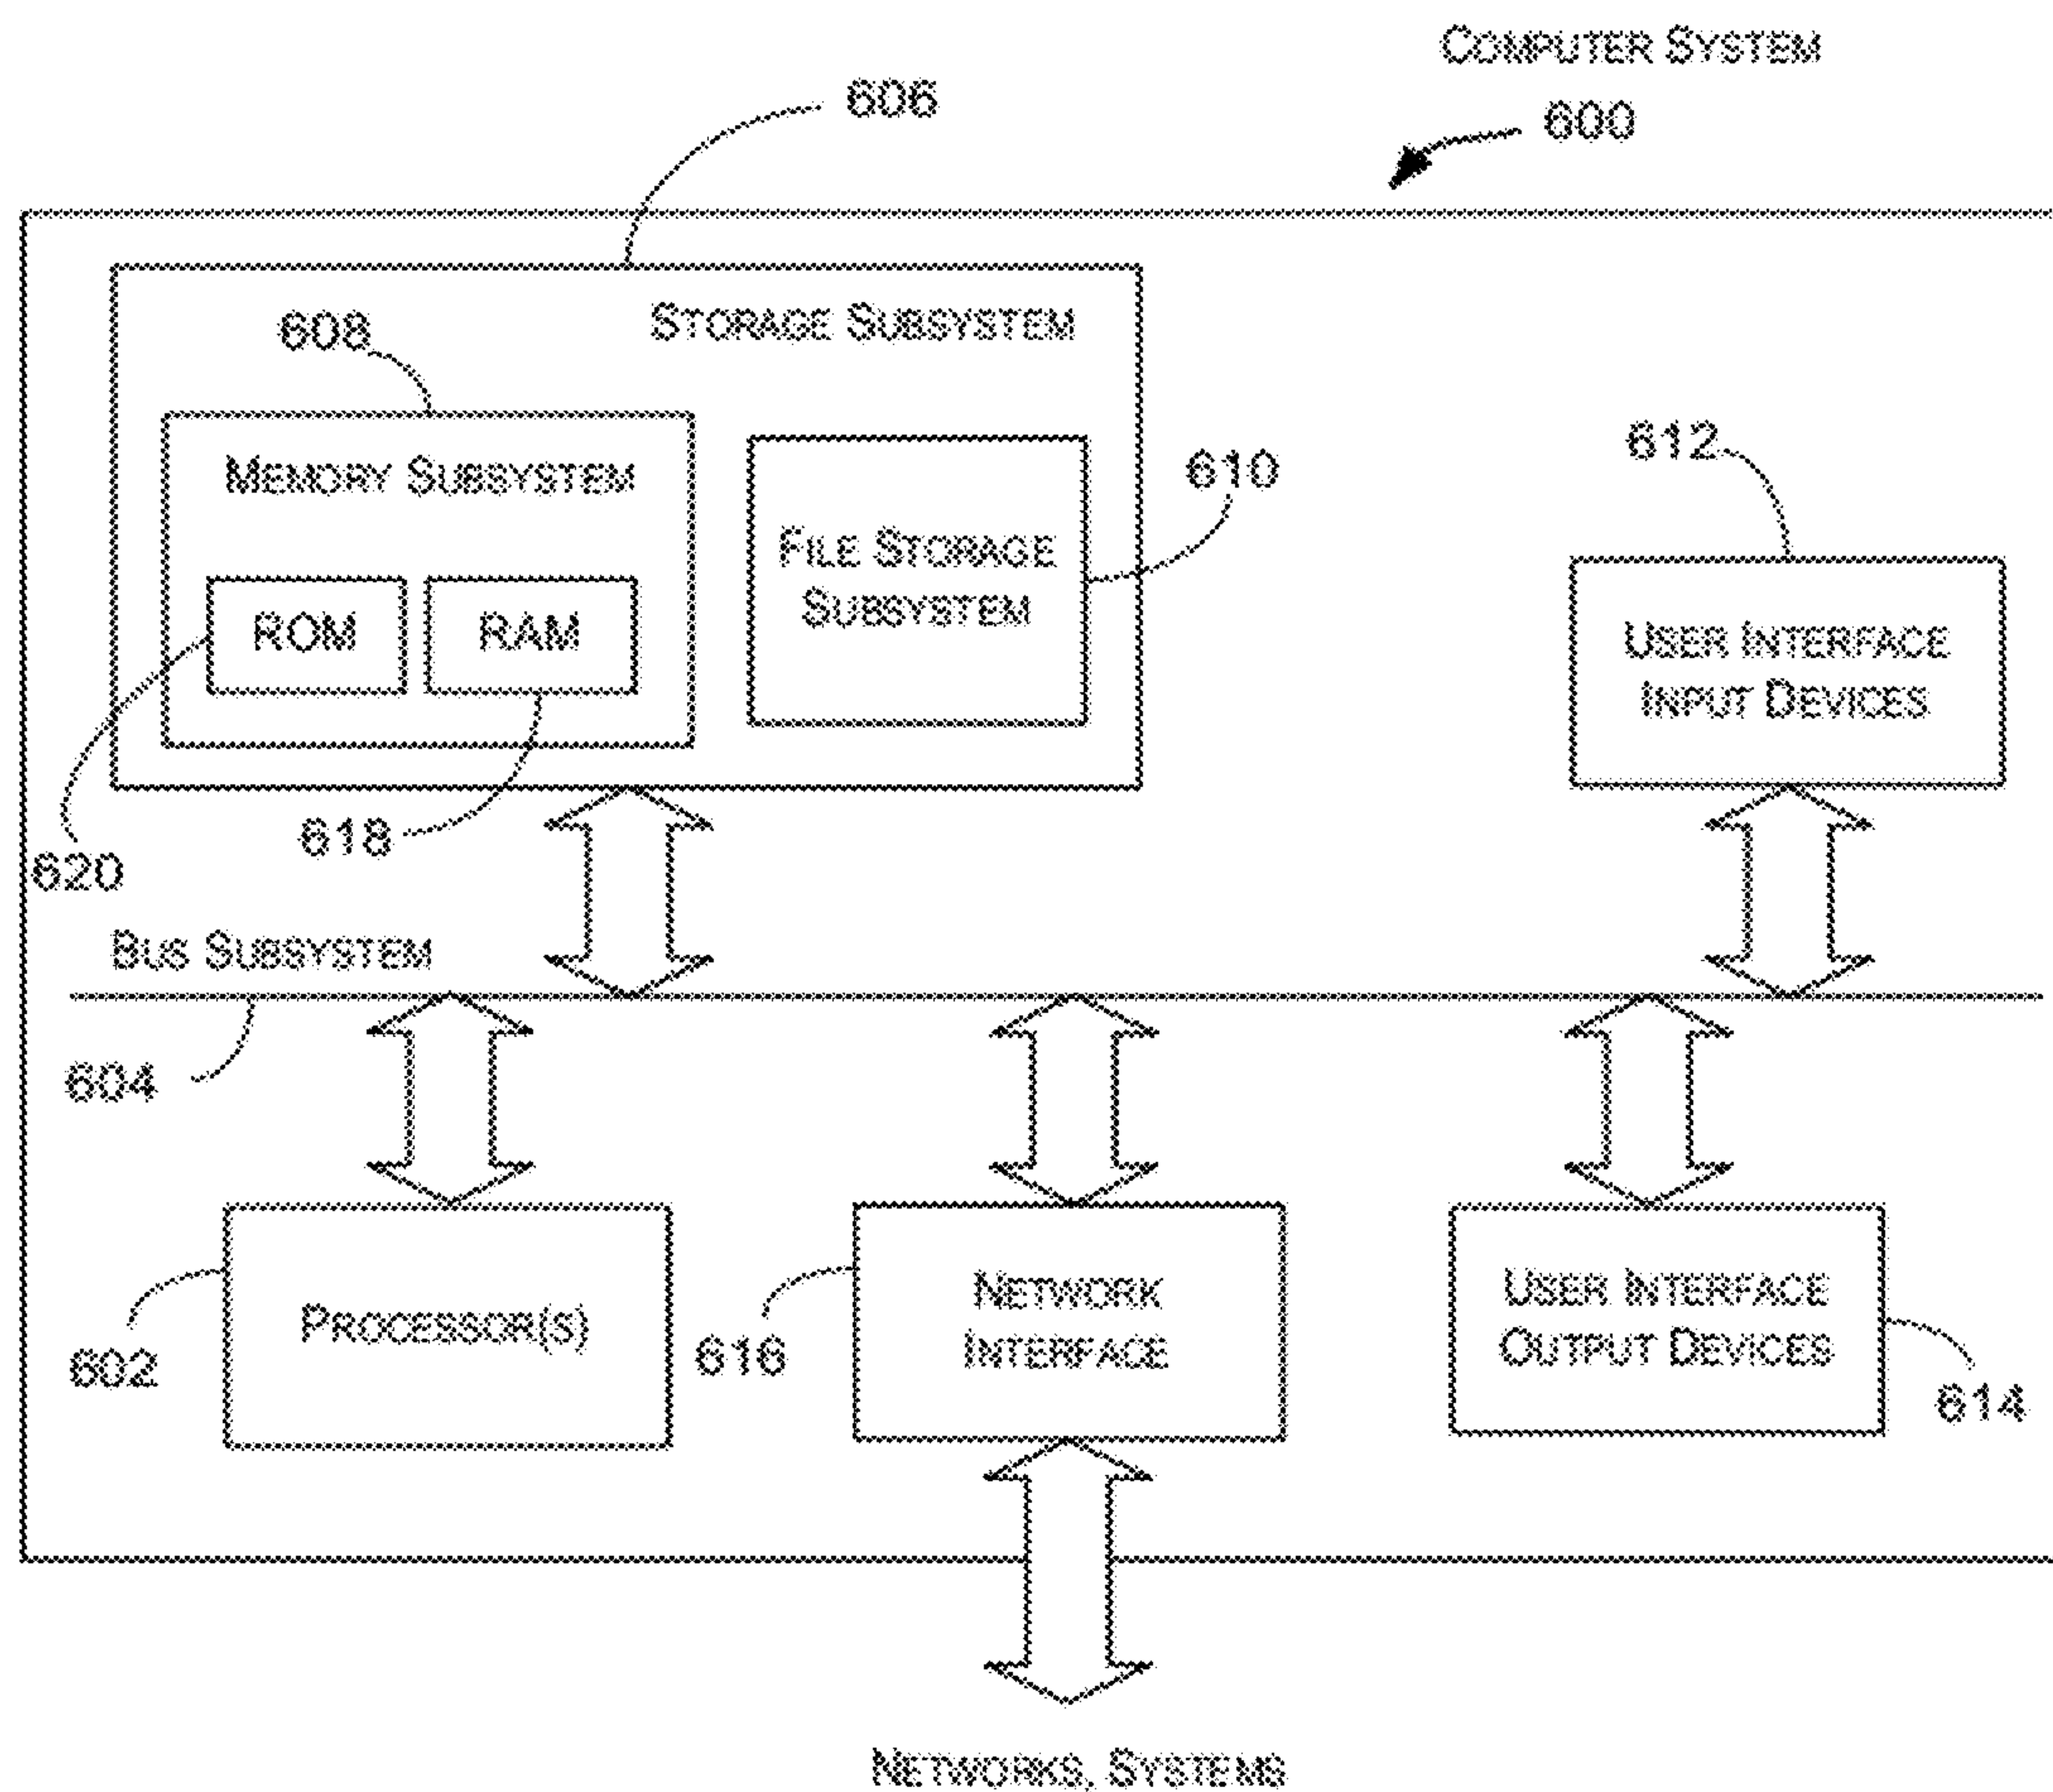 COMPUTER SYSTEM
600
606
STORAGE SUBSYSTEM
608
MEMORY SUBSYSTEM
610
612
FILE STORAGE
SUBSYSTEM
ROM
RAM
USER INTERFACE
INPUT DEVICES
618
620
BUS SUBSYSTEM
604
PROCESSOR(S)
602
NETWORK
INTERFACE
616
USER INTERFACE
OUTPUT DEVICES
614
NETWORKS, SYSTEMS